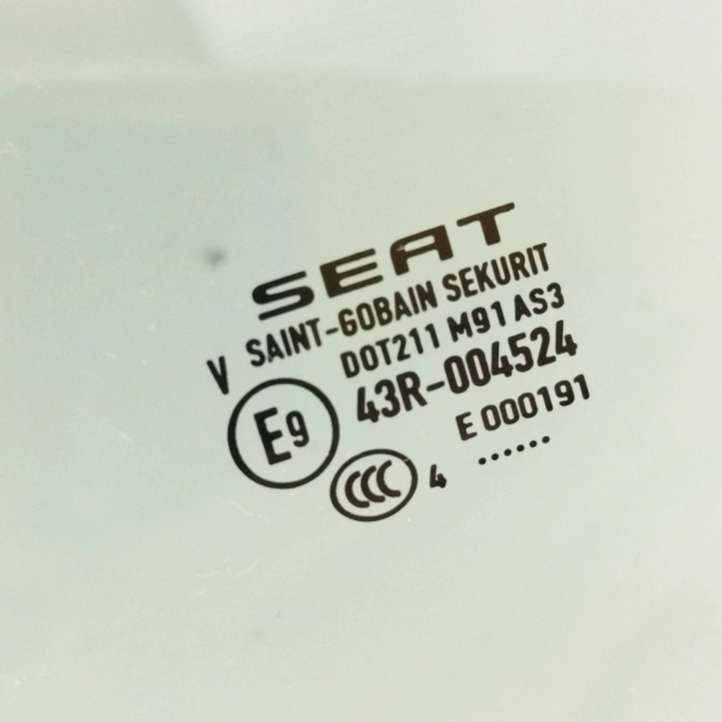 SEAT
V SAINT-GOBAIN SEKURIT
DOT211 M91 AS3
E9 43R-004524
E 000191
CCC 4 ......